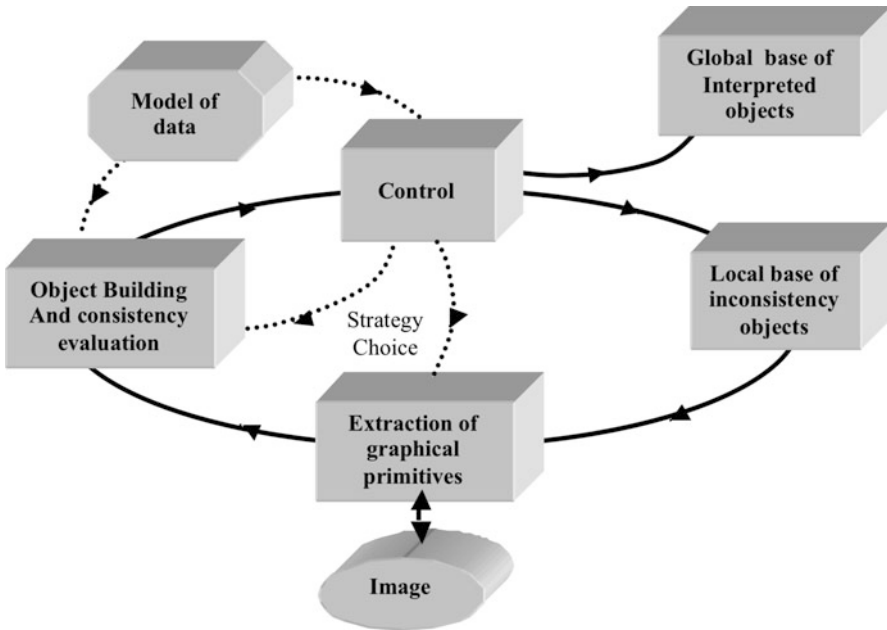 Model of
data
Global base of
Interpreted
objects
Control
Object Building
And consistency
evaluation
Local base of
inconsistency
objects
Strategy
Choice
Extraction of
graphical
primitives
Image